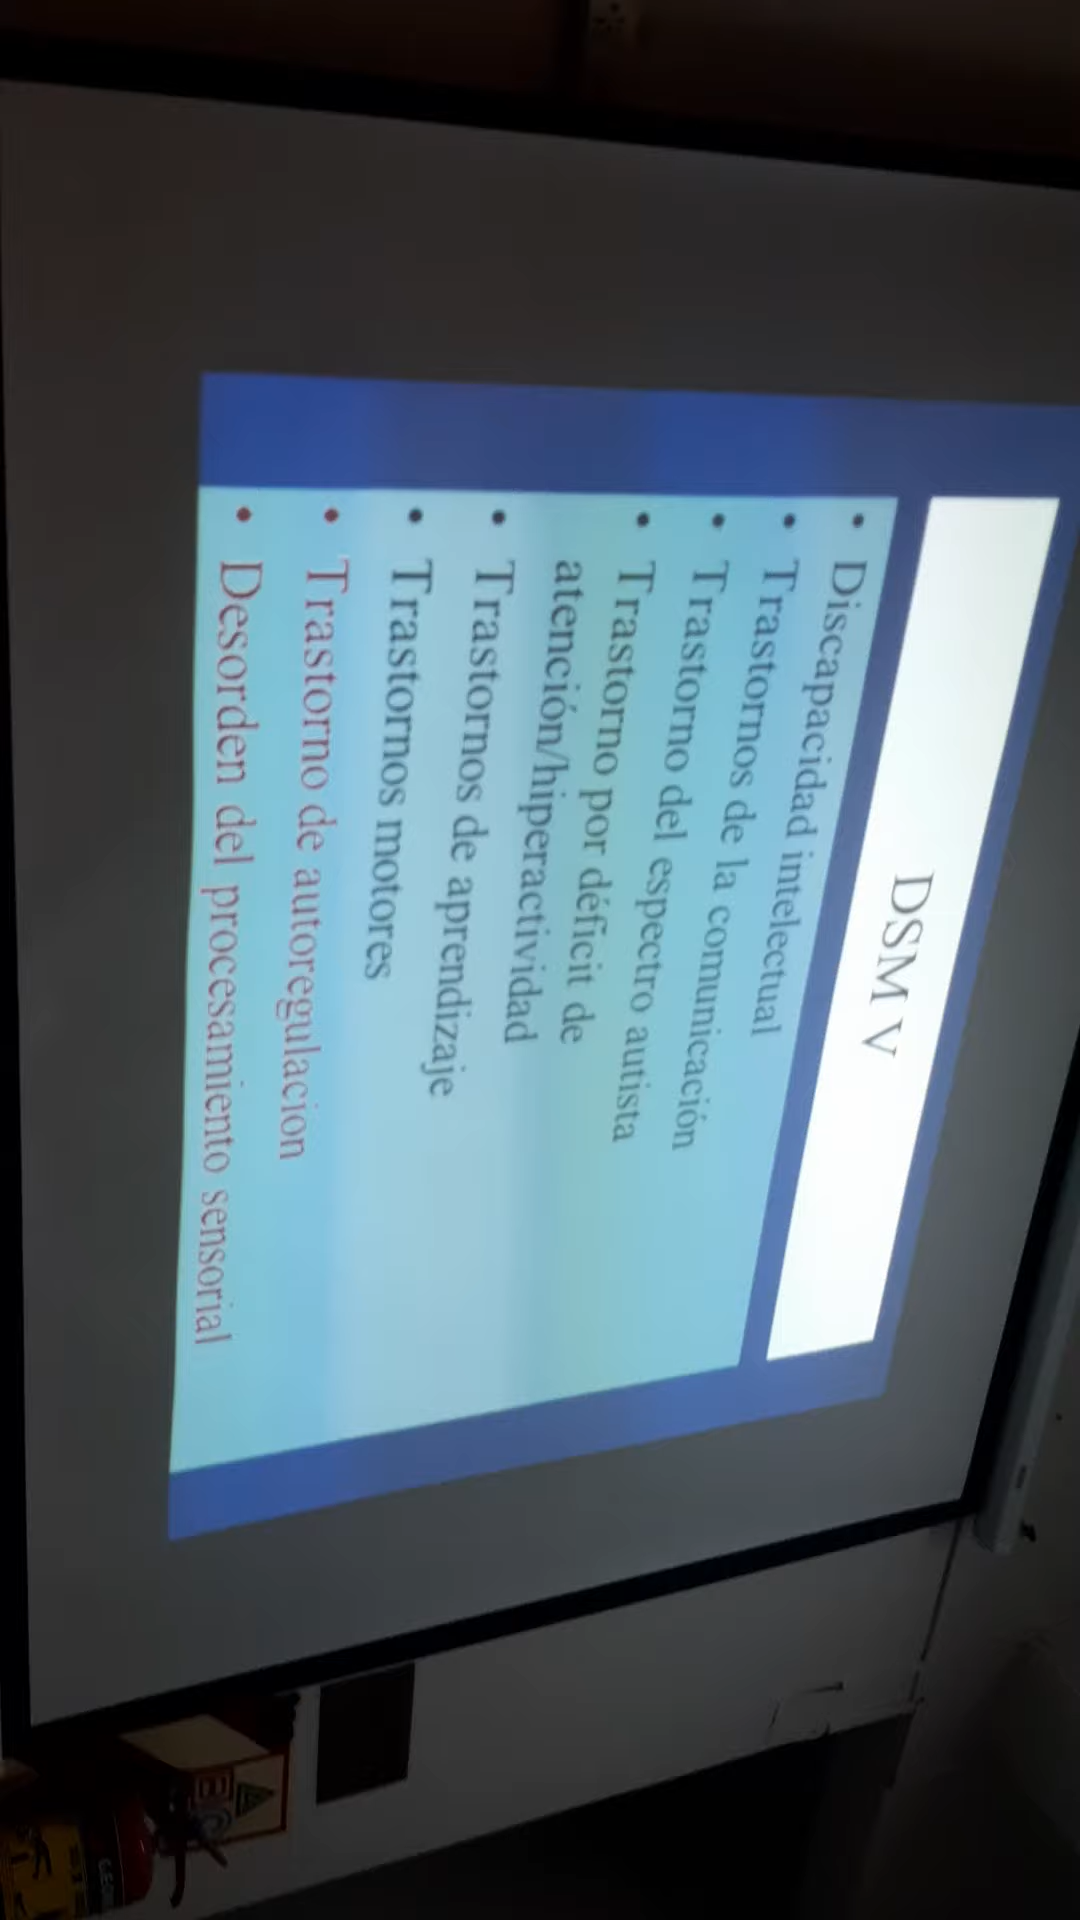 DSM V
• Discapacidad intelectual
• Trastornos de la comunicación
• Trastorno del espectro autista
• Trastorno por déficit de
atención/hiperactividad
• Trastornos de aprendizaje
• Trastornos motores
• Trastorno de autoregulacion
• Desorden del procesamiento sensorial